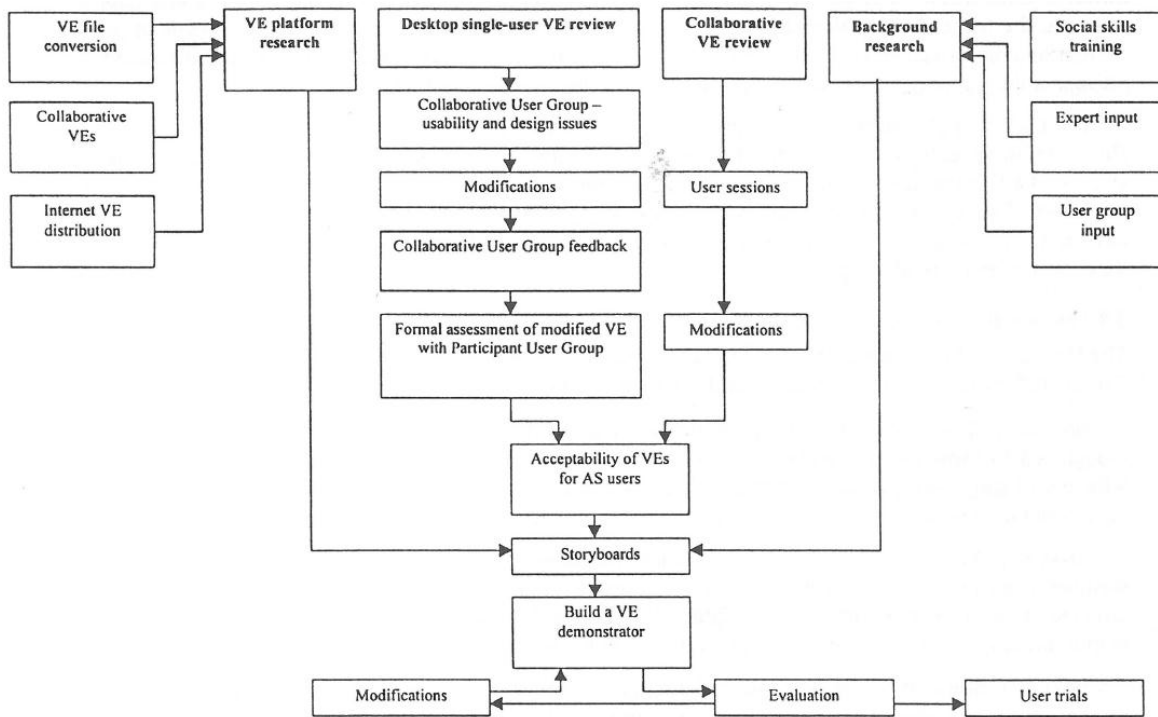 VE file
conversion
VE platform
research
Desktop single-user VE review
Collaborative
VE review
Background
research
Social skills
training
Collaborative
VEs
Collaborative User Group –
usability and design issues
Expert input
Modifications
User sessions
Internet VE
distribution
User group
input
Collaborative User Group feedback
Formal assessment of modified VE
with Participant User Group
Modifications
Acceptability of VEs
for AS users
Storyboards
Build a VE
demonstrator
Modifications
Evaluation
User trials